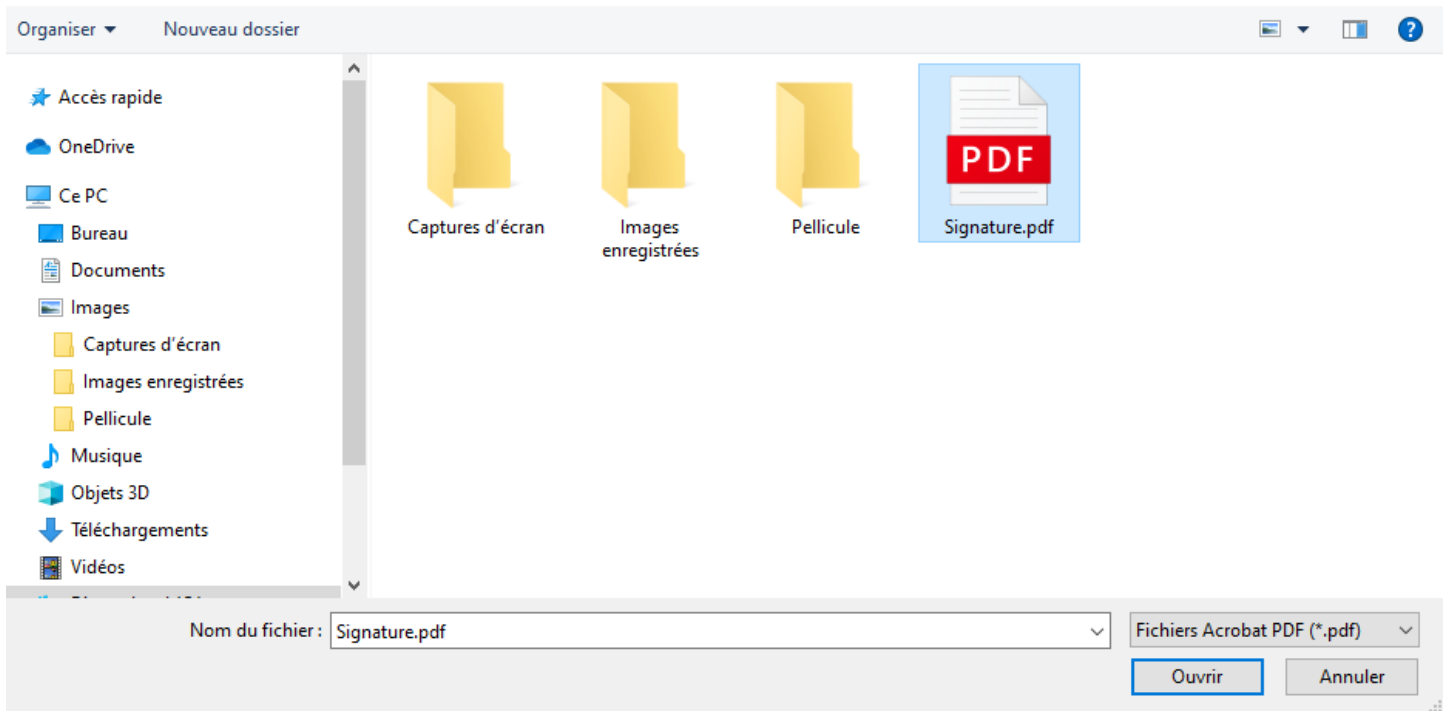 Organiser
Nouveau dossier
?
Accès rapide
OneDrive
Ce PC
Bureau
Documents
Images
Captures d'écran
Images enregistrées
Pellicule
Musique
Objets 3D
Téléchargements
Vidéos
Captures d'écran
Images
enregistrées
Pellicule
PDF
Signature.pdf
Nom du fichier :
Signature.pdf
Fichiers Acrobat PDF (*.pdf)
Ouvrir
Annuler